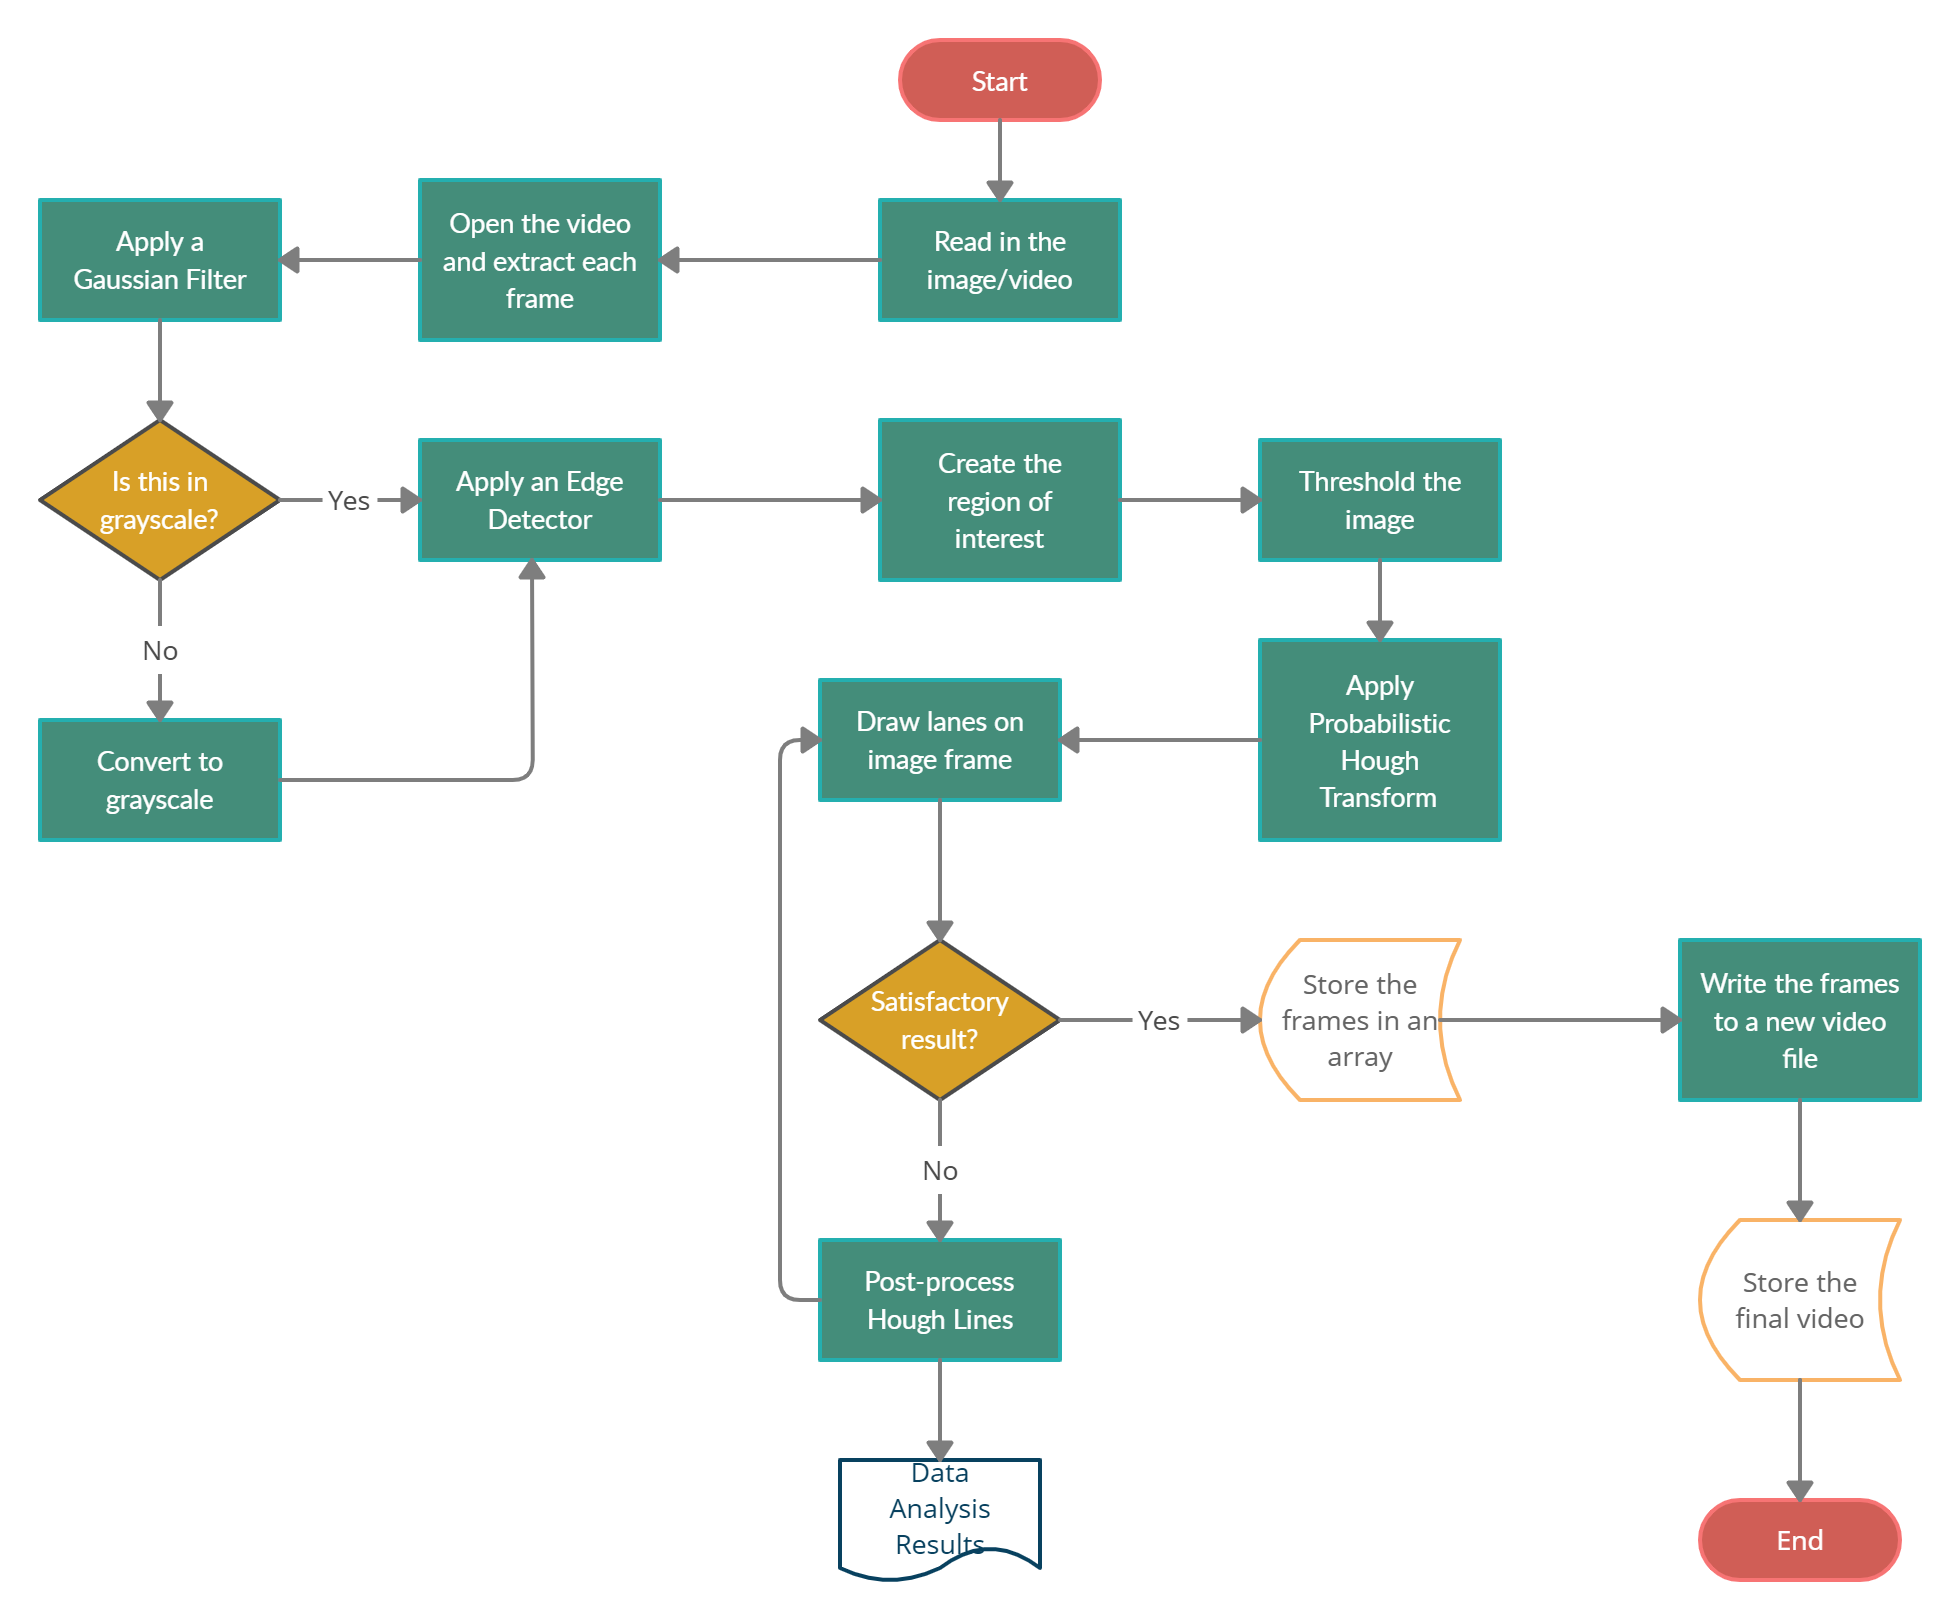 Start
Read in the
image/video
Open the video
and extract each
frame
Apply a
Gaussian Filter
Is this in
grayscale?
Yes
No
Convert to
grayscale
Apply an Edge
Detector
Create the
region of
interest
Threshold the
image
Apply
Probabilistic
Hough
Transform
Draw lanes on
image frame
Satisfactory
result?
Yes
No
Post-process
Hough Lines
Data
Analysis
Results
Store the
frames in an
array
Write the frames
to a new video
file
Store the
final video
End